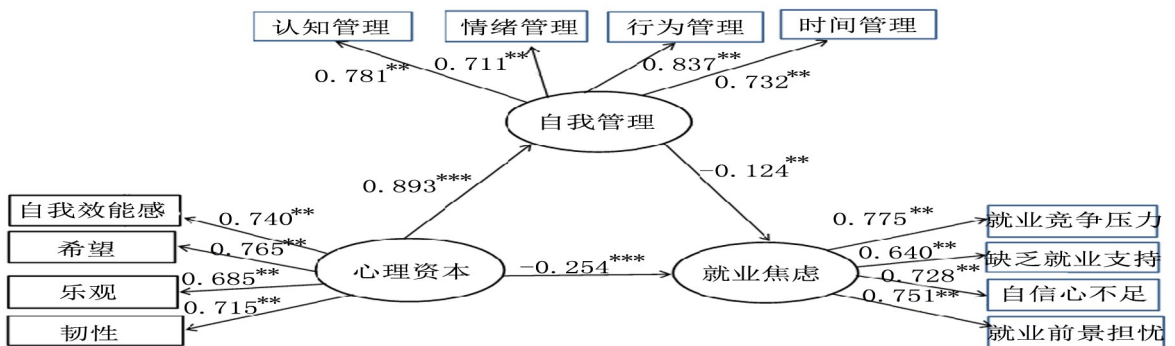 认知管理
情绪管理
行为管理
时间管理
0.781**
0.711**
0.837**
0.732**
自我管理
0.893***
-0.124**
自我效能感
希望
乐观
韧性
0.740**
0.765**
0.685**
0.715**
心理资本
-0.254***
就业焦虑
0.775**
0.640**
0.728**
0.751**
就业竞争压力
缺乏就业支持
自信心不足
就业前景担忧